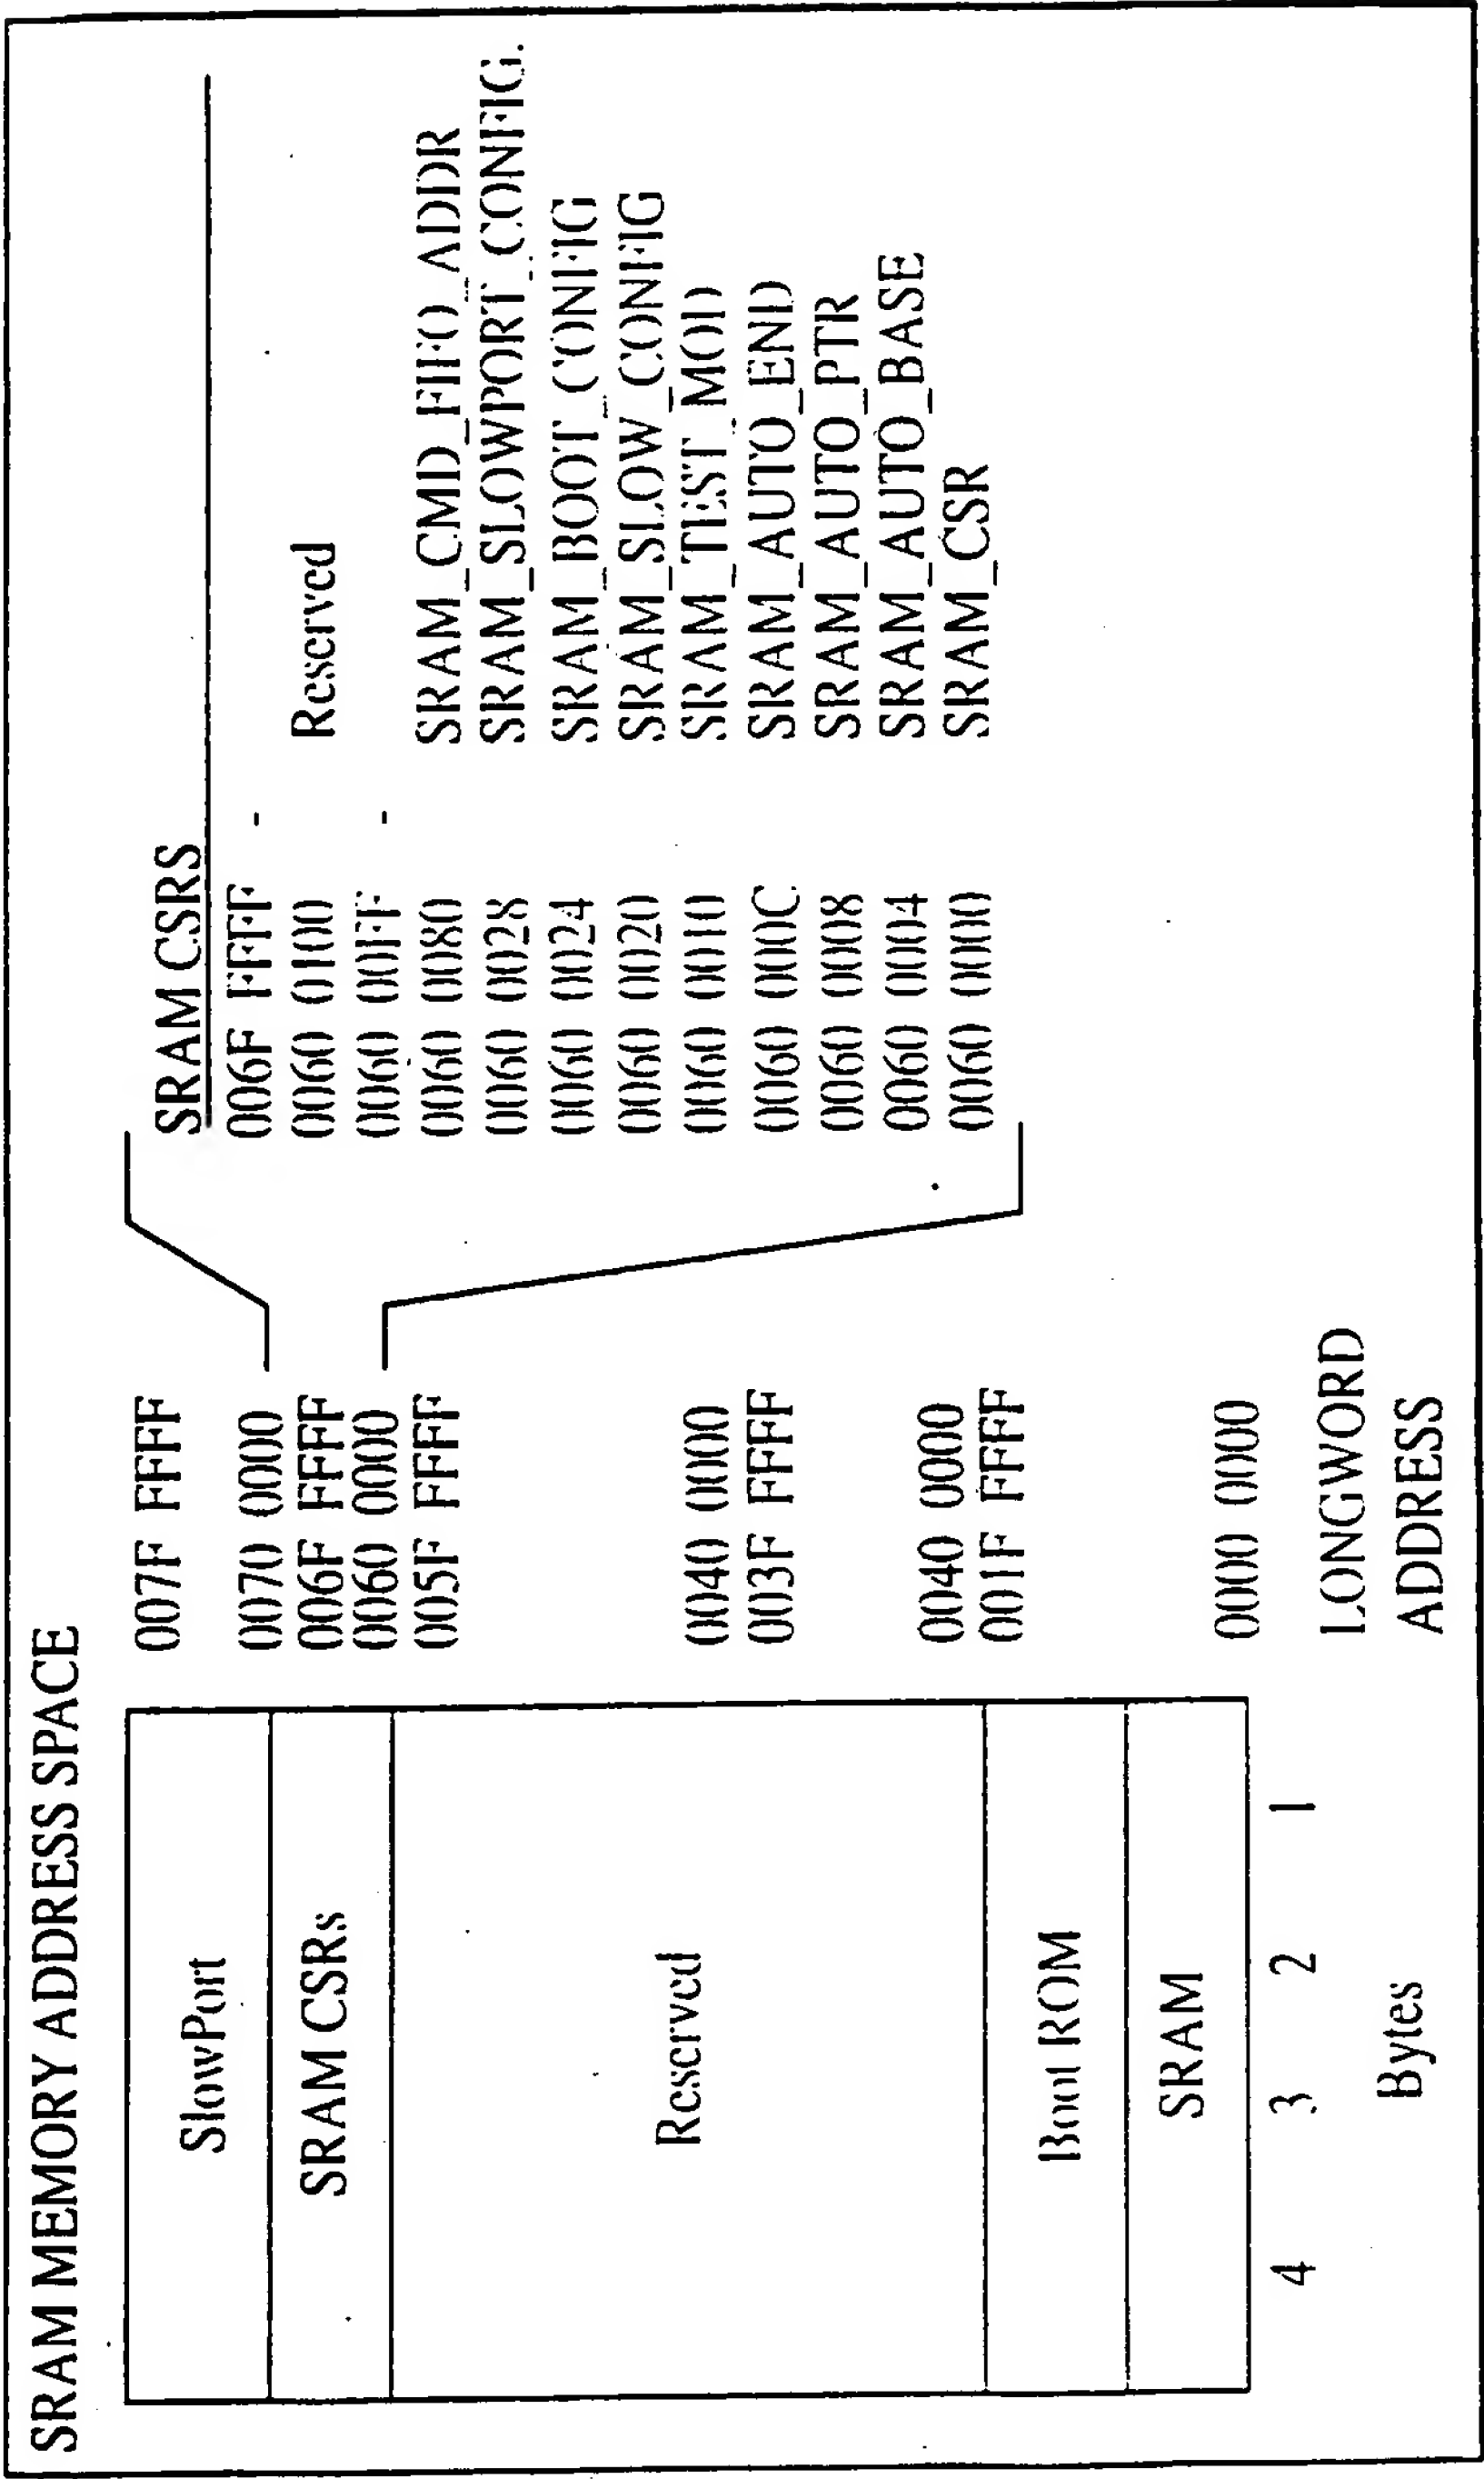 SRAM MEMORY ADDRESS SPACE
SlowPort
SRAM CSRs
Reserved
Boot ROM
SRAM
4 3 2 1
Bytes
007F FFFF
0070 0000
006F FFFF
0060 0000
005F FFFF
0040 0000
003F FFFF
0040 0000
001F FFFF
0000 0000
LONGWORD
ADDRESS
SRAM CSRS
006F FFFF -
0060 0100 Reserved
0060 00FF -
0060 0080 SRAM_CMD_FIFO_ADDR
0060 0028 SRAM_SLOWPORT_CONFIG.
0060 0024 SRAM_BOOT_CONFIG
0060 0020 SRAM_SLOW_CONFIG
0060 0010 SRAM_TEST_MOD
0060 000C SRAM_AUTO_END
0060 0008 SRAM_AUTO_PTR
0060 0004 SRAM_AUTO_BASE
0060 0000 SRAM_CSR